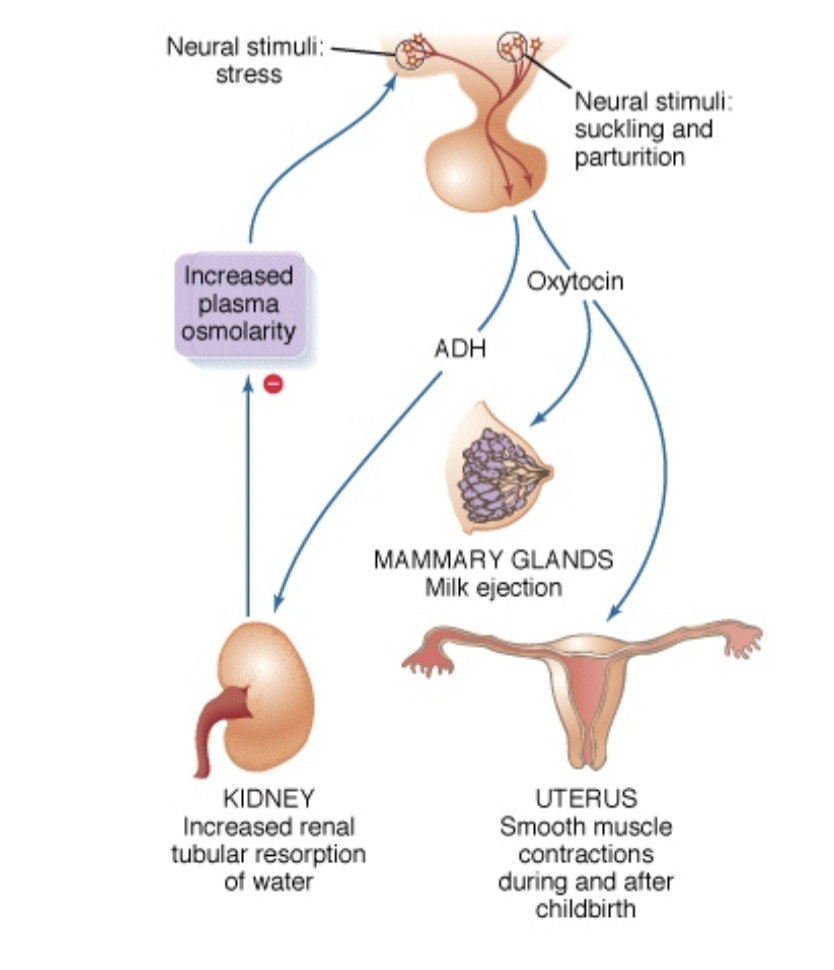 Neural stimuli:
stress
Neural stimuli:
suckling and
parturition
Increased
plasma
osmolarity
Oxytocin
ADH
MAMMARY GLANDS
Milk ejection
KIDNEY
Increased renal
tubular resorption
of water
UTERUS
Smooth muscle
contractions
during and after
childbirth